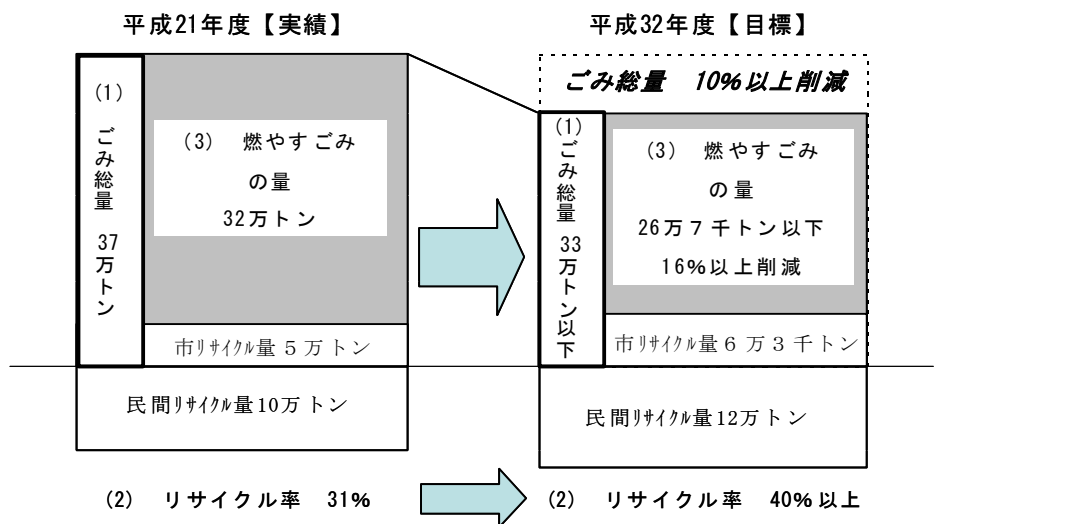 平成21年度【実績】
(1) ごみ総量 37万トン
(3) 燃やすごみ
の量
32万トン
市ﾘｻｲｸﾙ量５万トン
民間ﾘｻｲｸﾙ量10万トン
(2) リサイクル率 31%
平成32年度【目標】
ごみ総量 10%以上削減
(1) ごみ総量 33万トン以下
(3) 燃やすごみ
の量
26万７千トン以下
16%以上削減
市ﾘｻｲｸﾙ量６万３千トン
民間ﾘｻｲｸﾙ量12万トン
(2) リサイクル率 40%以上